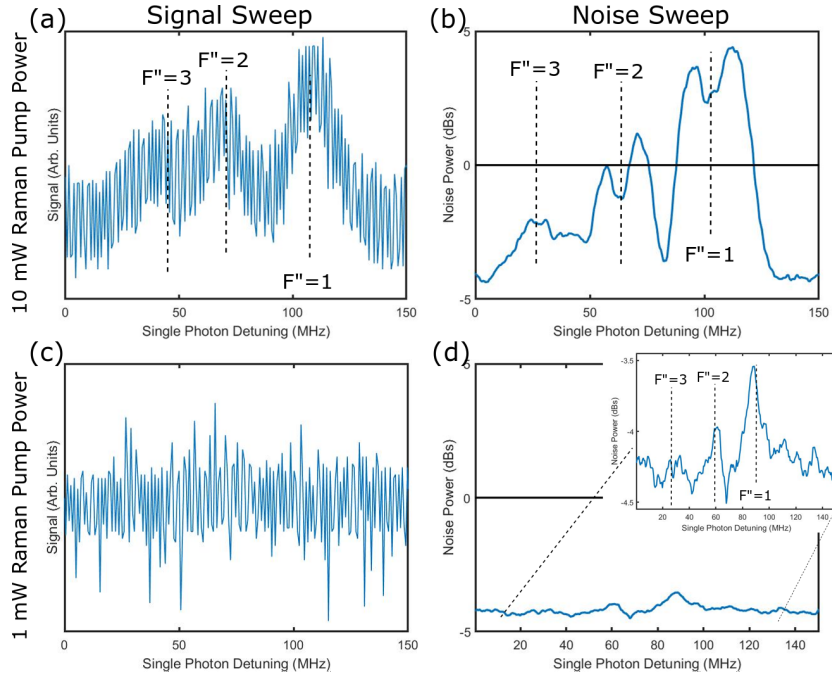 Signal Sweep
Noise Sweep
10 mW Raman Pump Power
1 mW Raman Pump Power
(a)
Signal (Arb. Units)
F"=3
F"=2
F"=1
0
50
100
150
Single Photon Detuning (MHz)
(b)
5
0
-5
Noise Power (dBs)
F"=3
F"=2
F"=1
0
50
100
150
Single Photon Detuning (MHz)
(c)
Signal (Arb. Units)
0
50
100
150
Single Photon Detuning (MHz)
(d)
5
0
-5
Noise Power (dBs)
0
20
40
60
80
100
120
140
Single Photon Detuning (MHz)
-3.5
-4
-4.5
Noise Power (dBs)
F"=3
F"=2
F"=1
20
40
60
80
100
120
140
Single Photon Detuning (MHz)